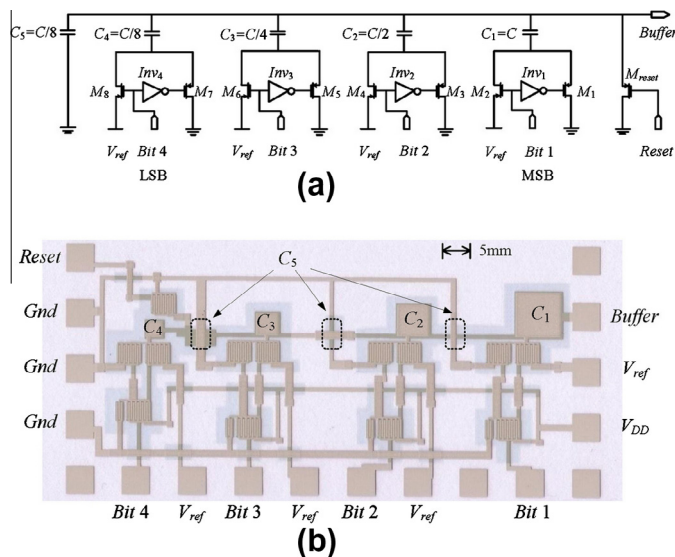 C5=C/8 C4=C/8 C3=C/4 C2=C/2 C1=C Buffer
Inv4 Inv3 Inv2 Inv1 Mreset
M8 M7 M6 M5 M4 M3 M2 M1
Vref Bit 4 Vref Bit 3 Vref Bit 2 Vref Bit 1 Reset
LSB MSB
(a)
Reset C5 5mm
Gnd C4 C3 C2 C1 Buffer
Gnd Vref
Gnd VDD
Bit 4 Vref Bit 3 Vref Bit 2 Vref Bit 1
(b)